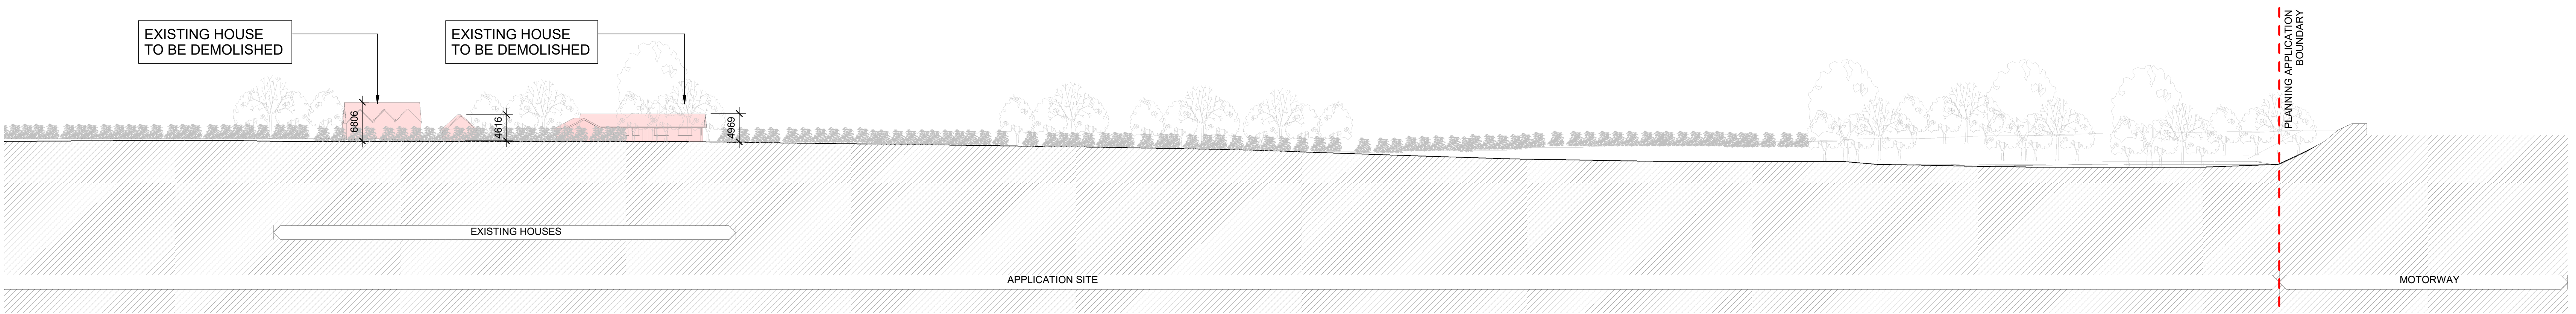 EXISTING HOUSE
TO BE DEMOLISHED
EXISTING HOUSE
TO BE DEMOLISHED
PLANNING APPLICATION
BOUNDARY
6806
4616
4969
EXISTING HOUSES
APPLICATION SITE
MOTORWAY